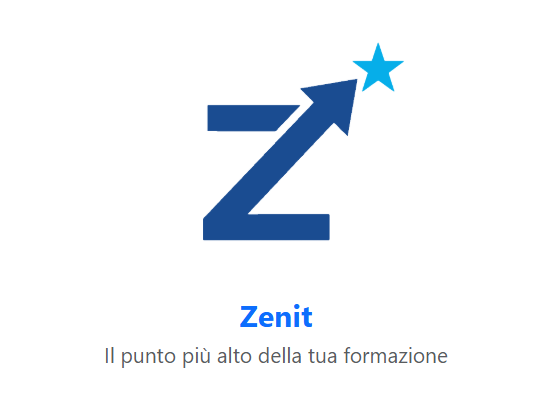 Zenit
Il punto più alto della tua formazione